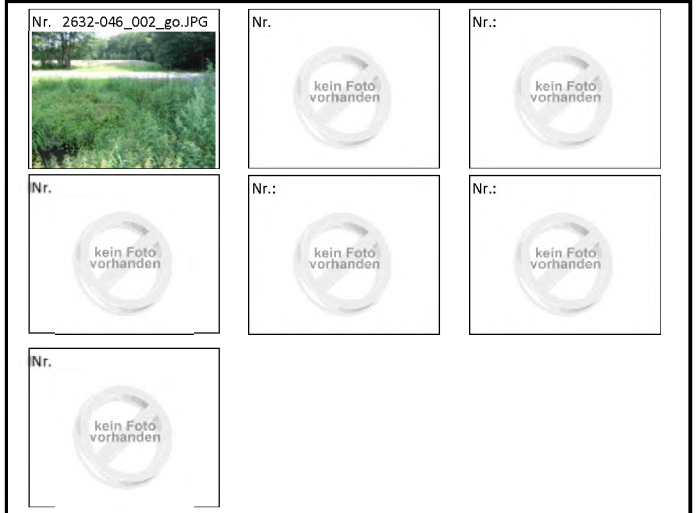 Nr. 2632-046_002_go.JPG
Nr.
kein Foto
vorhanden
Nr.:
kein Foto
vorhanden
Nr.
kein Foto
vorhanden
Nr.:
kein Foto
vorhanden
Nr.:
kein Foto
vorhanden
Nr.
kein Foto
vorhanden